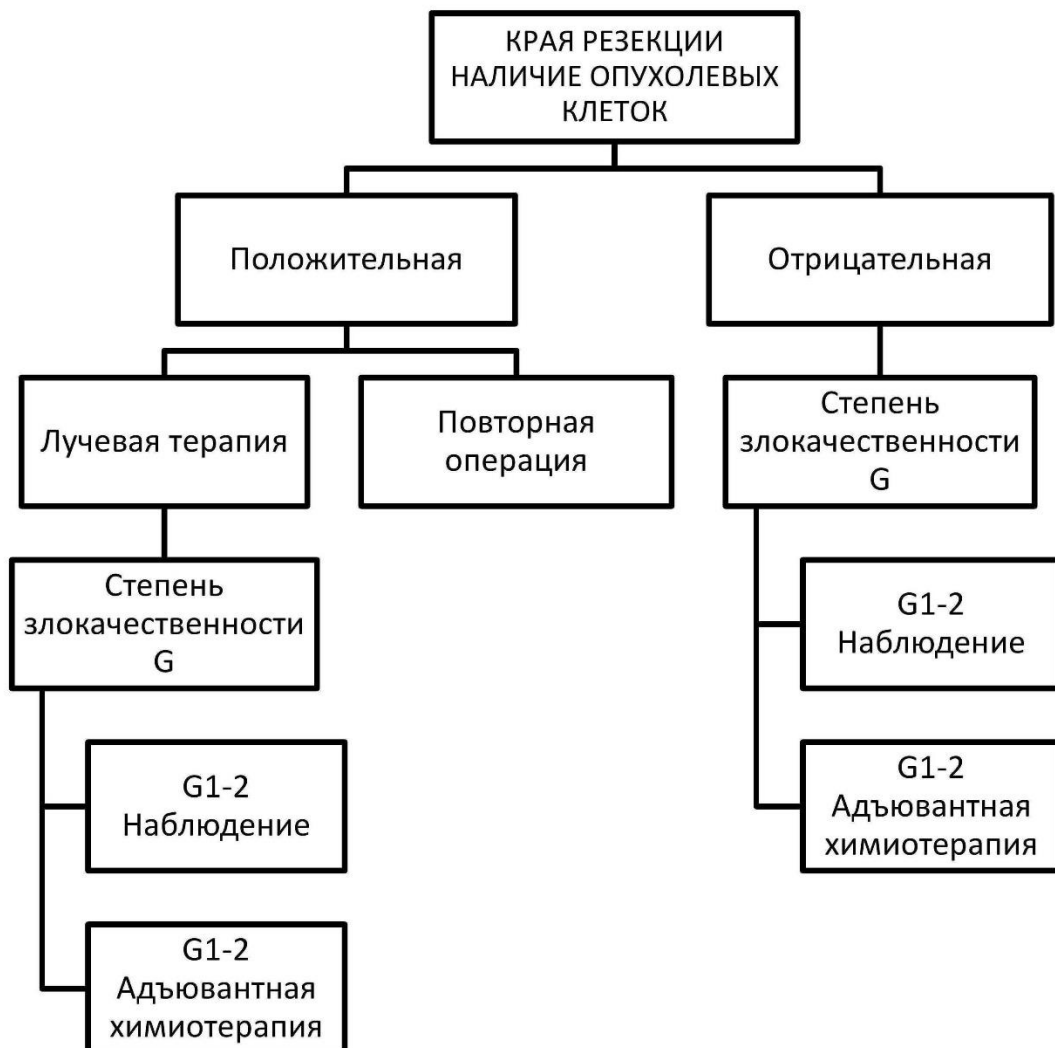 КРАЯ РЕЗЕКЦИИ
НАЛИЧИЕ ОПУХОЛЕВЫХ
КЛЕТОК
Положительная
Отрицательная
Лучевая терапия
Повторная
операция
Степень
злокачественности
G
Степень
злокачественности
G
G1-2
Наблюдение
G1-2
Наблюдение
G1-2
Адъювантная
химиотерапия
G1-2
Адъювантная
химиотерапия